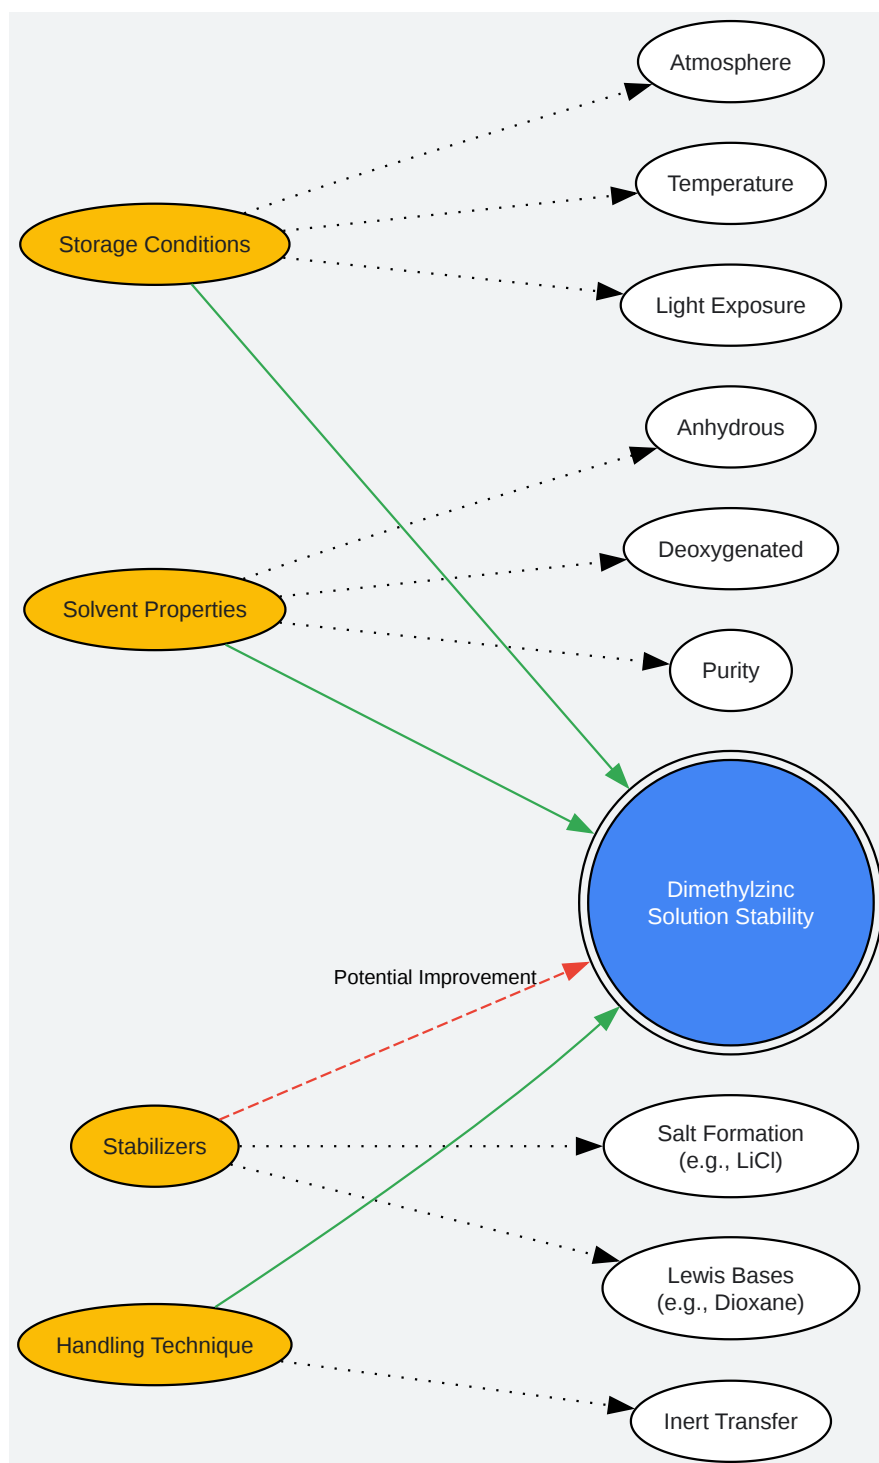 Atmosphere
Temperature
Storage Conditions
Light Exposure
Anhydrous
Deoxygenated
Solvent Properties
Purity
Dimethylzinc
Solution Stability
Potential Improvement
Stabilizers
Salt Formation
(e.g., LiCl)
Lewis Bases
(e.g., Dioxane)
Handling Technique
Inert Transfer